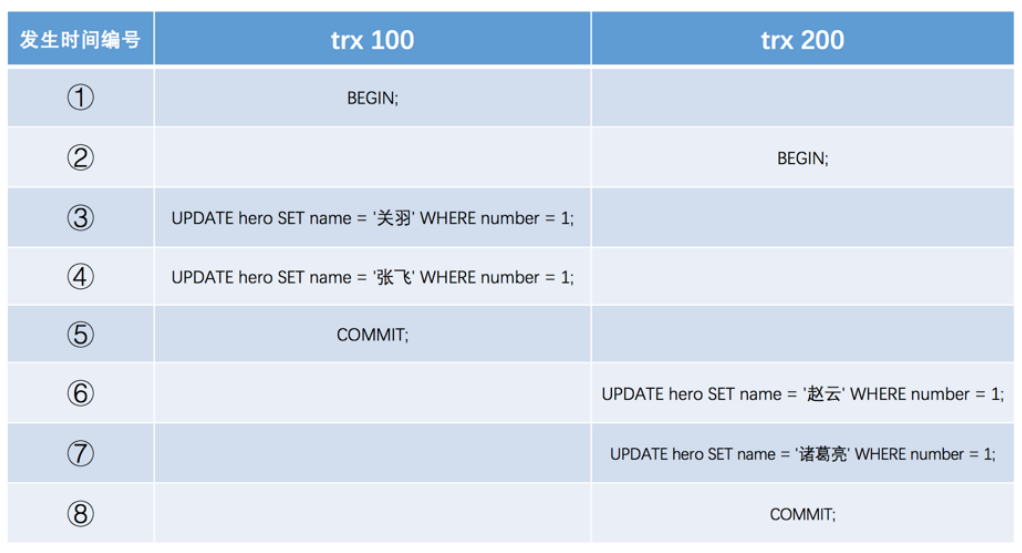 发生时间编号 trx 100 trx 200
① BEGIN;
② BEGIN;
③ UPDATE hero SET name = '关羽' WHERE number = 1;
④ UPDATE hero SET name = '张飞' WHERE number = 1;
⑤ COMMIT;
⑥ UPDATE hero SET name = '赵云' WHERE number = 1;
⑦ UPDATE hero SET name = '诸葛亮' WHERE number = 1;
⑧ COMMIT;